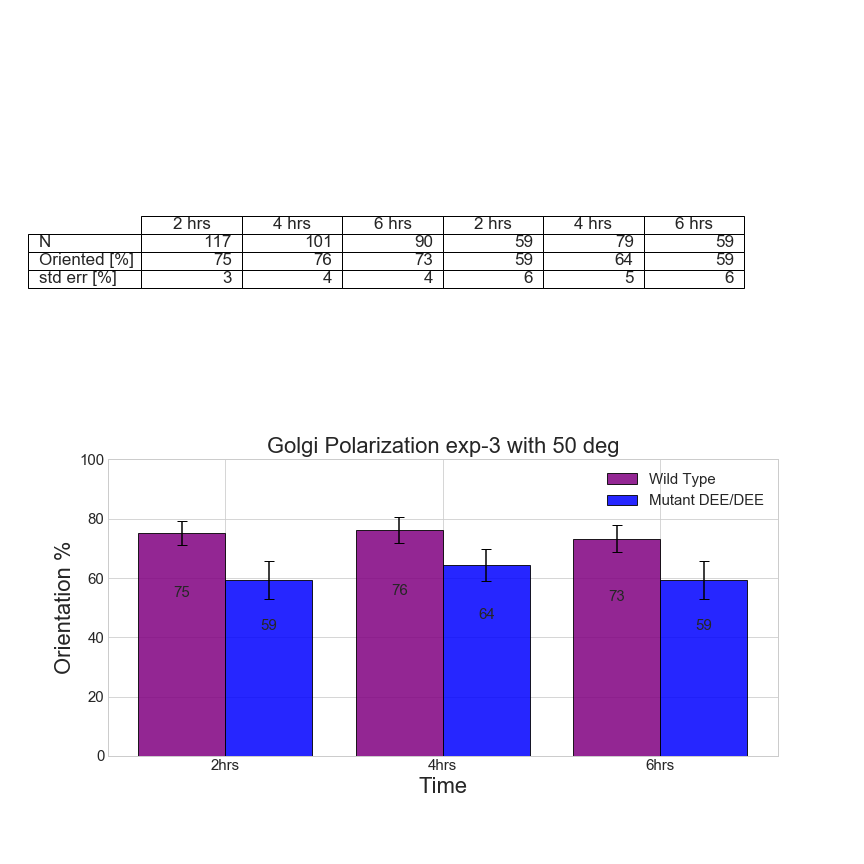 2 hrs 4 hrs 6 hrs 2 hrs 4 hrs 6 hrs
N 117 101 90 59 79 59
Oriented [%] 75 76 73 59 64 59
std err [%] 3 4 4 6 5 6
Golgi Polarization exp-3 with 50 deg
100
80
60
40
20
0
Orientation %
Wild Type
Mutant DEE/DEE
75
59
76
64
73
59
2hrs 4hrs 6hrs
Time